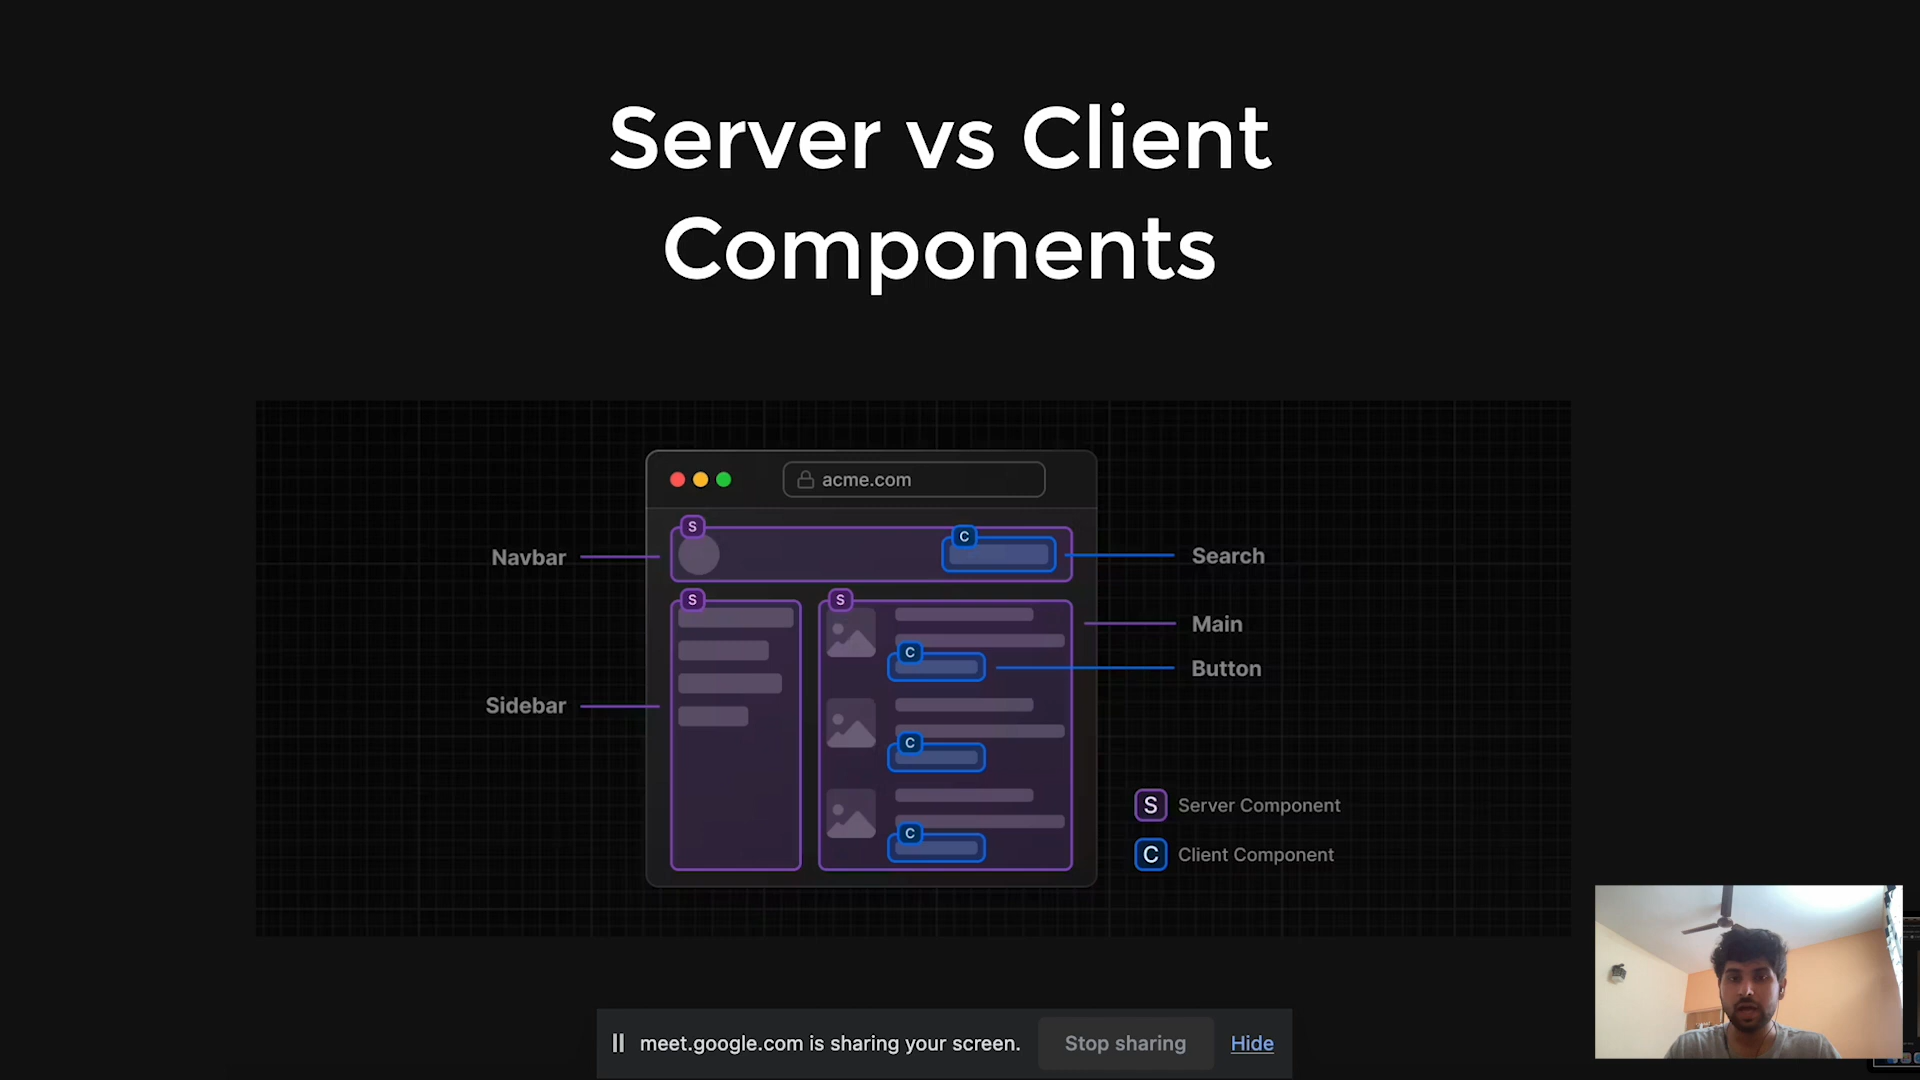 Server vs Client
Components
acme.com
S
C
Navbar
Search
S
S
Main
C
Button
Sidebar
C
C
S Server Component
C Client Component
meet.google.com is sharing your screen. Stop sharing Hide